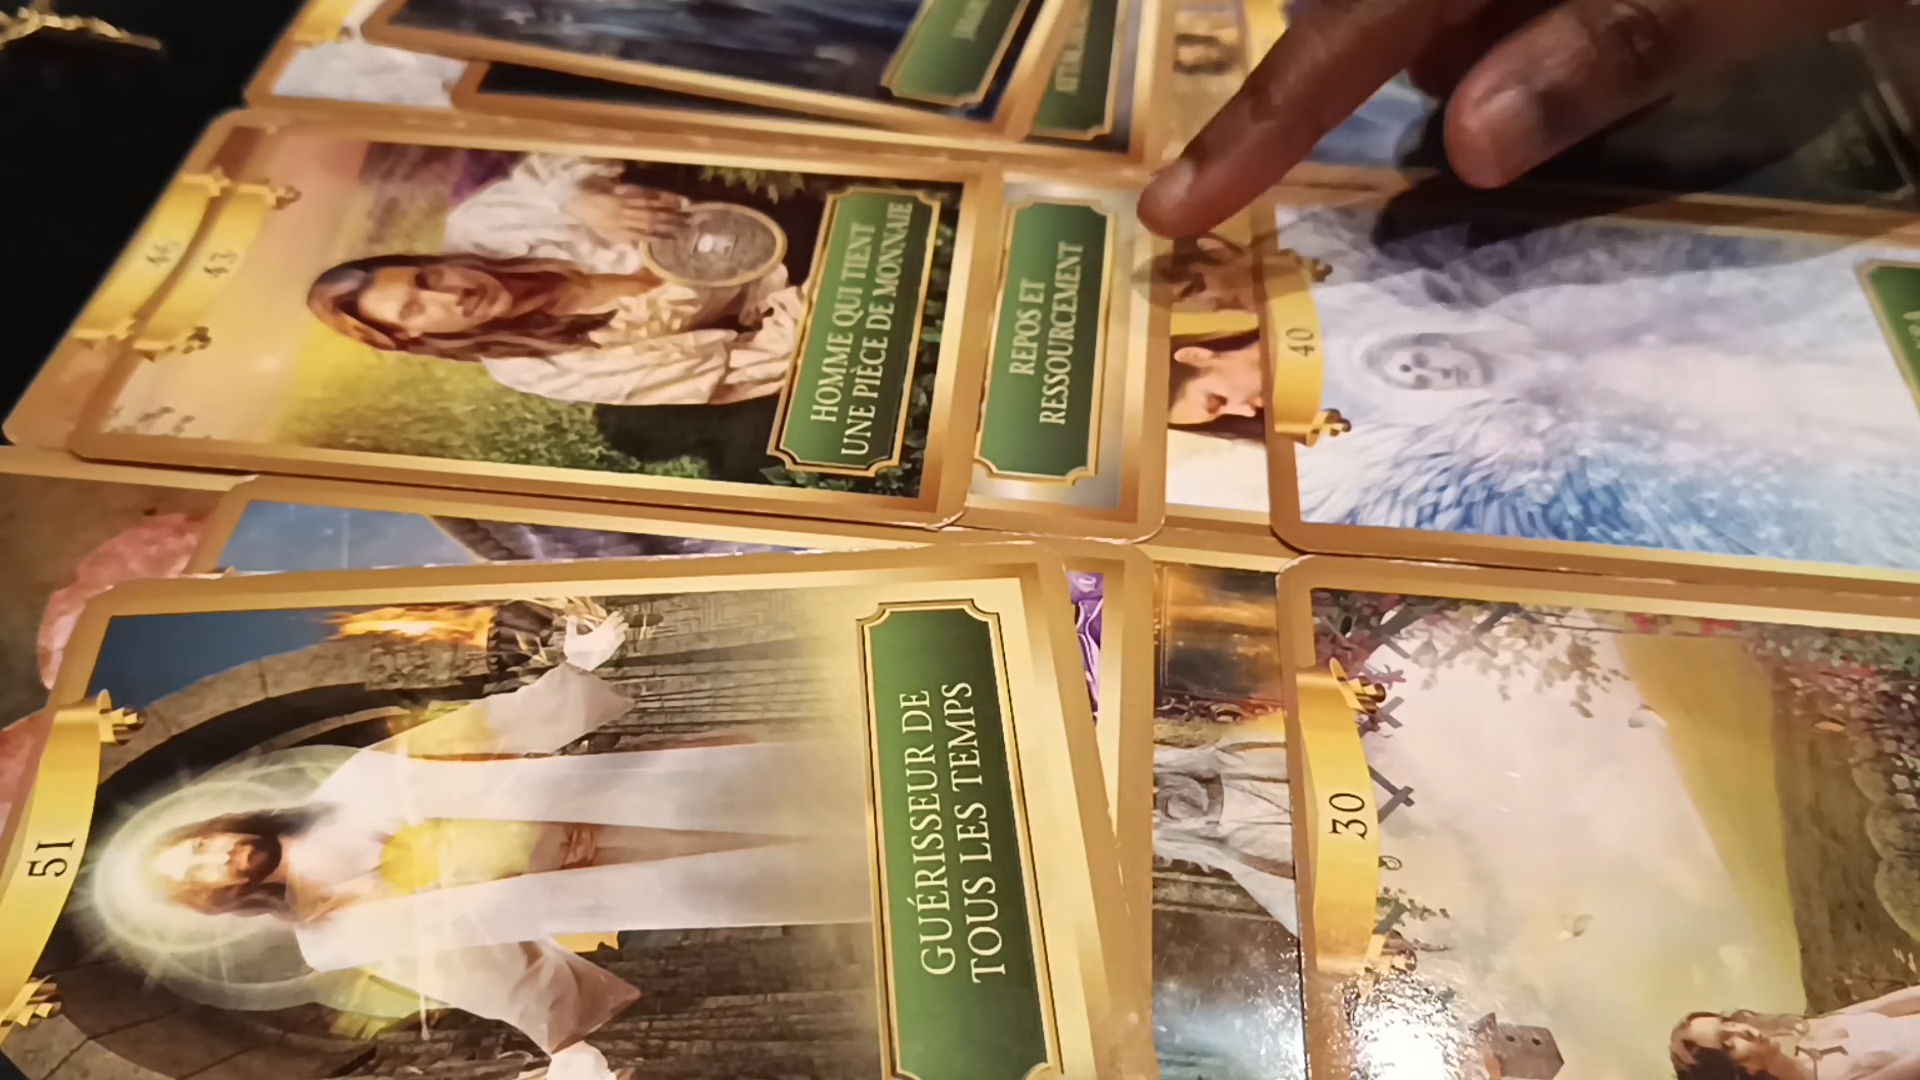 46
43
HOMME QUI TIENT
UNE PIÈCE DE MONNAIE
REPOS ET
RESSOURCEMENT
40
51
GUÉRISSEUR DE
TOUS LES TEMPS
30